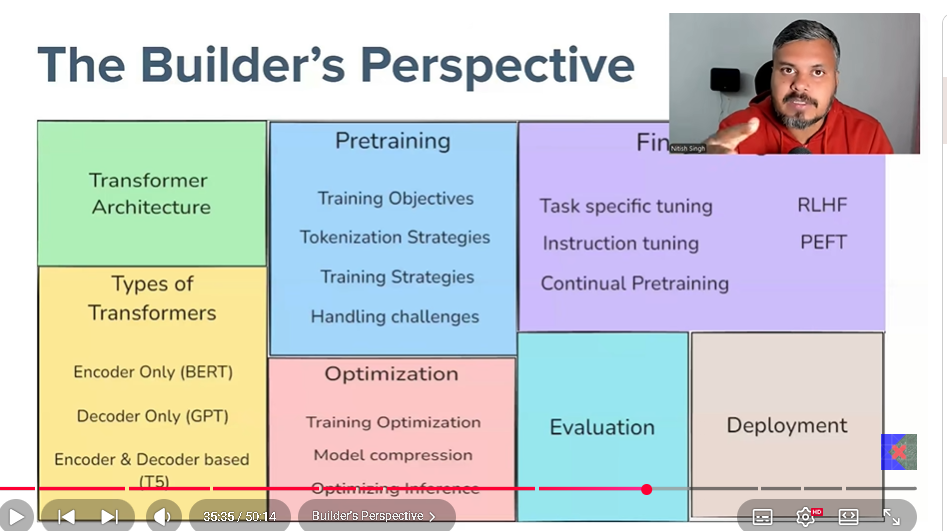 The Builder's Perspective
Nitish Singh
Transformer
Architecture
Types of
Transformers
Encoder Only (BERT)
Decoder Only (GPT)
Encoder & Decoder based
(T5)
Pretraining
Training Objectives
Tokenization Strategies
Training Strategies
Handling challenges
Optimization
Training Optimization
Model compression
Optimizing Inference
Fin
Task specific tuning
Instruction tuning
Continual Pretraining
RLHF
PEFT
Evaluation
Deployment
35:35 / 50:14
Builder's Perspective
HD